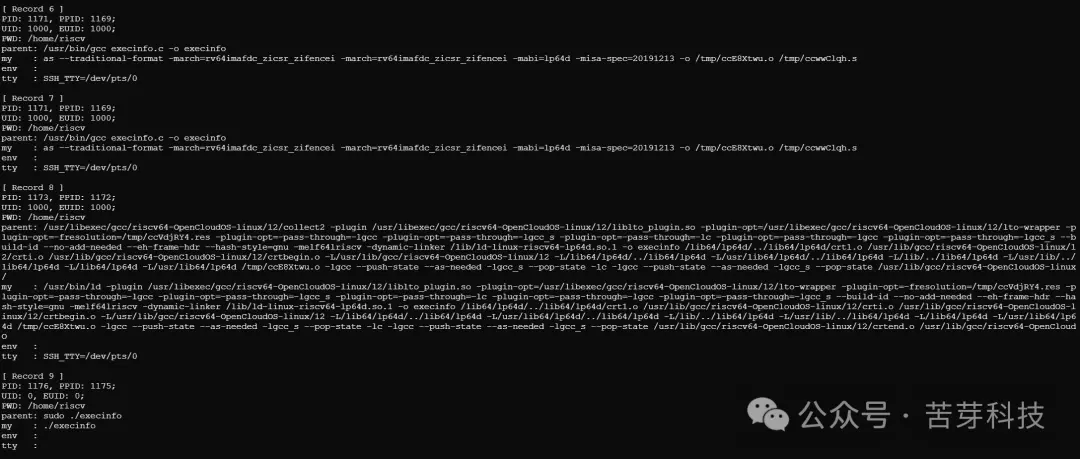 [ Record 6 ]
PID: 1171, PPID: 1169;
UID: 1000, EUID: 1000;
PWD: /home/riscv
parent: /usr/bin/gcc execinfo.c -o execinfo
my    : as --traditional-format -march=rv64imafdc_zicsr_zifencei -march=rv64imafdc_zicsr_zifencei -mabi=lp64d -misa-spec=20191213 -o /tmp/ccE8Xtwu.o /tmp/ccwwClqh.s
env   :
tty   : SSH_TTY=/dev/pts/0
[ Record 7 ]
PID: 1171, PPID: 1169;
UID: 1000, EUID: 1000;
PWD: /home/riscv
parent: /usr/bin/gcc execinfo.c -o execinfo
my    : as --traditional-format -march=rv64imafdc_zicsr_zifencei -march=rv64imafdc_zicsr_zifencei -mabi=lp64d -misa-spec=20191213 -o /tmp/ccE8Xtwu.o /tmp/ccwwClqh.s
env   :
tty   : SSH_TTY=/dev/pts/0
[ Record 8 ]
PID: 1173, PPID: 1172;
UID: 1000, EUID: 1000;
PWD: /home/riscv
parent: /usr/libexec/gcc/riscv64-OpenCloudOS-linux/12/collect2 -plugin /usr/libexec/gcc/riscv64-OpenCloudOS-linux/12/liblto_plugin.so -plugin-opt=/usr/libexec/gcc/riscv64-OpenCloudOS-linux/12/lto-wrapper -p
lugin-opt=-fresolution=/tmp/ccVdjRY4.res -plugin-opt=-pass-through=-lgcc -plugin-opt=-pass-through=-lgcc_s -plugin-opt=-pass-through=-lc -plugin-opt=-pass-through=-lgcc -plugin-opt=-pass-through=-lgcc_s --b
uild-id --no-add-needed --eh-frame-hdr --hash-style=gnu -melf64lriscv -dynamic-linker /lib/ld-linux-riscv64-lp64d.so.1 -o execinfo /lib/../lib64/lp64d/../lib64/lp64d/crt1.o /usr/lib/gcc/riscv64-OpenCloudOS-linux/1
2/crti.o /usr/lib/gcc/riscv64-OpenCloudOS-linux/12/crtbegin.o -L/usr/lib/gcc/riscv64-OpenCloudOS-linux/12 -L/lib64/lp64d/../lib64/lp64d -L/usr/lib64/lp64d/../lib64/lp64d -L/lib/../lib64/lp64d -L/usr/lib/../
lib64/lp64d -L/lib64/lp64d -L/usr/lib64/lp64d /tmp/ccE8Xtwu.o -lgcc --push-state --as-needed -lgcc_s --pop-state -lc -lgcc --push-state --as-needed -lgcc_s --pop-state /usr/lib/gcc/riscv64-OpenCloudOS-linux
/
my    : /usr/bin/ld -plugin /usr/libexec/gcc/riscv64-OpenCloudOS-linux/12/liblto_plugin.so -plugin-opt=/usr/libexec/gcc/riscv64-OpenCloudOS-linux/12/lto-wrapper -plugin-opt=-fresolution=/tmp/ccVdjRY4.res -p
lugin-opt=-pass-through=-lgcc -plugin-opt=-pass-through=-lgcc_s -plugin-opt=-pass-through=-lc -plugin-opt=-pass-through=-lgcc -plugin-opt=-pass-through=-lgcc_s --build-id --no-add-needed --eh-frame-hdr --ha
sh-style=gnu -melf64lriscv -dynamic-linker /lib/ld-linux-riscv64-lp64d.so.1 -o execinfo /lib64/lp64d/../lib64/lp64d/crt1.o /usr/lib/gcc/riscv64-OpenCloudOS-linux/12/crti.o /usr/lib/gcc/riscv64-OpenCloudOS-l
inux/12/crtbegin.o -L/usr/lib/gcc/riscv64-OpenCloudOS-linux/12 -L/lib64/lp64d/../lib64/lp64d -L/usr/lib64/lp64d/../lib64/lp64d -L/lib/../lib64/lp64d -L/usr/lib/../lib64/lp64d -L/lib64/lp64d -L/usr/lib64/lp6
4d /tmp/ccE8Xtwu.o -lgcc --push-state --as-needed -lgcc_s --pop-state -lc -lgcc --push-state --as-needed -lgcc_s --pop-state /usr/lib/gcc/riscv64-OpenCloudOS-linux/12/crtend.o /usr/lib/gcc/riscv64-OpenCloud
O
env   :
tty   : SSH_TTY=/dev/pts/0
[ Record 9 ]
PID: 1176, PPID: 1175;
UID: 0, EUID: 0;
PWD: /home/riscv
parent: sudo ./execinfo
my    : ./execinfo
env   :
tty   :
公众号 · 苦芽科技